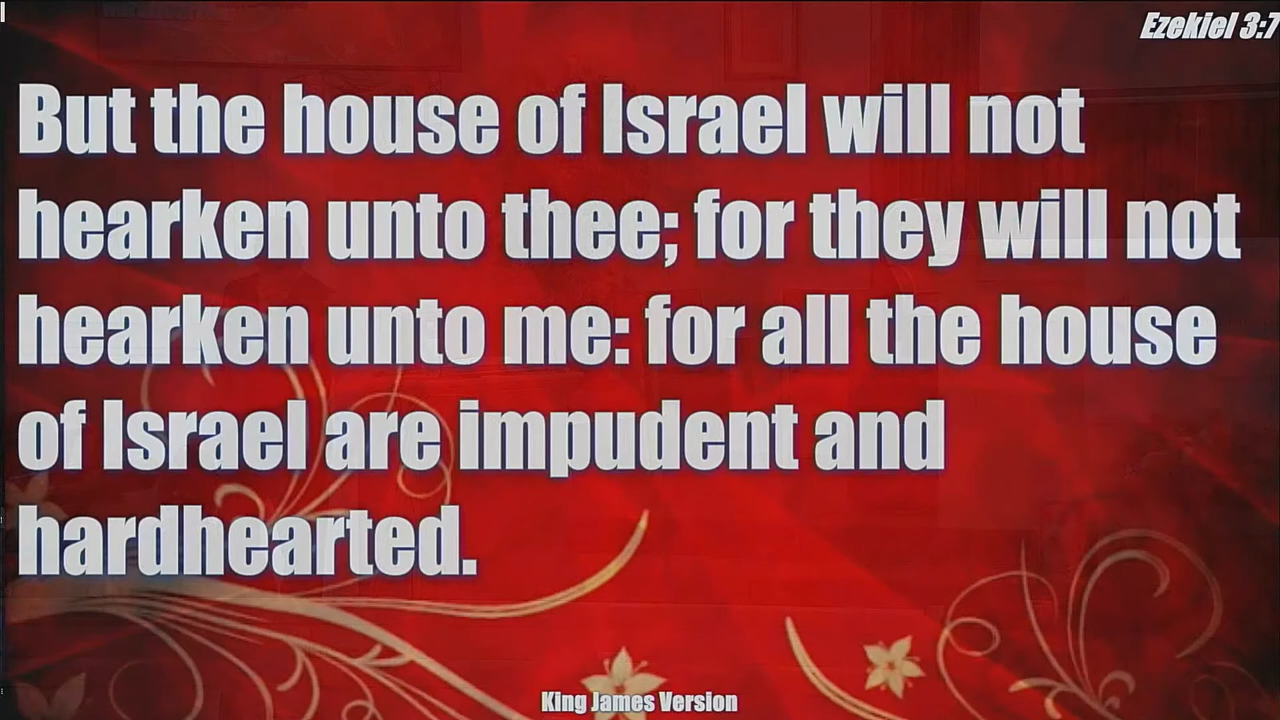 Ezekiel 3:7
But the house of Israel will not
hearken unto thee; for they will not
hearken unto me: for all the house
of Israel are impudent and
hardhearted.
King James Version